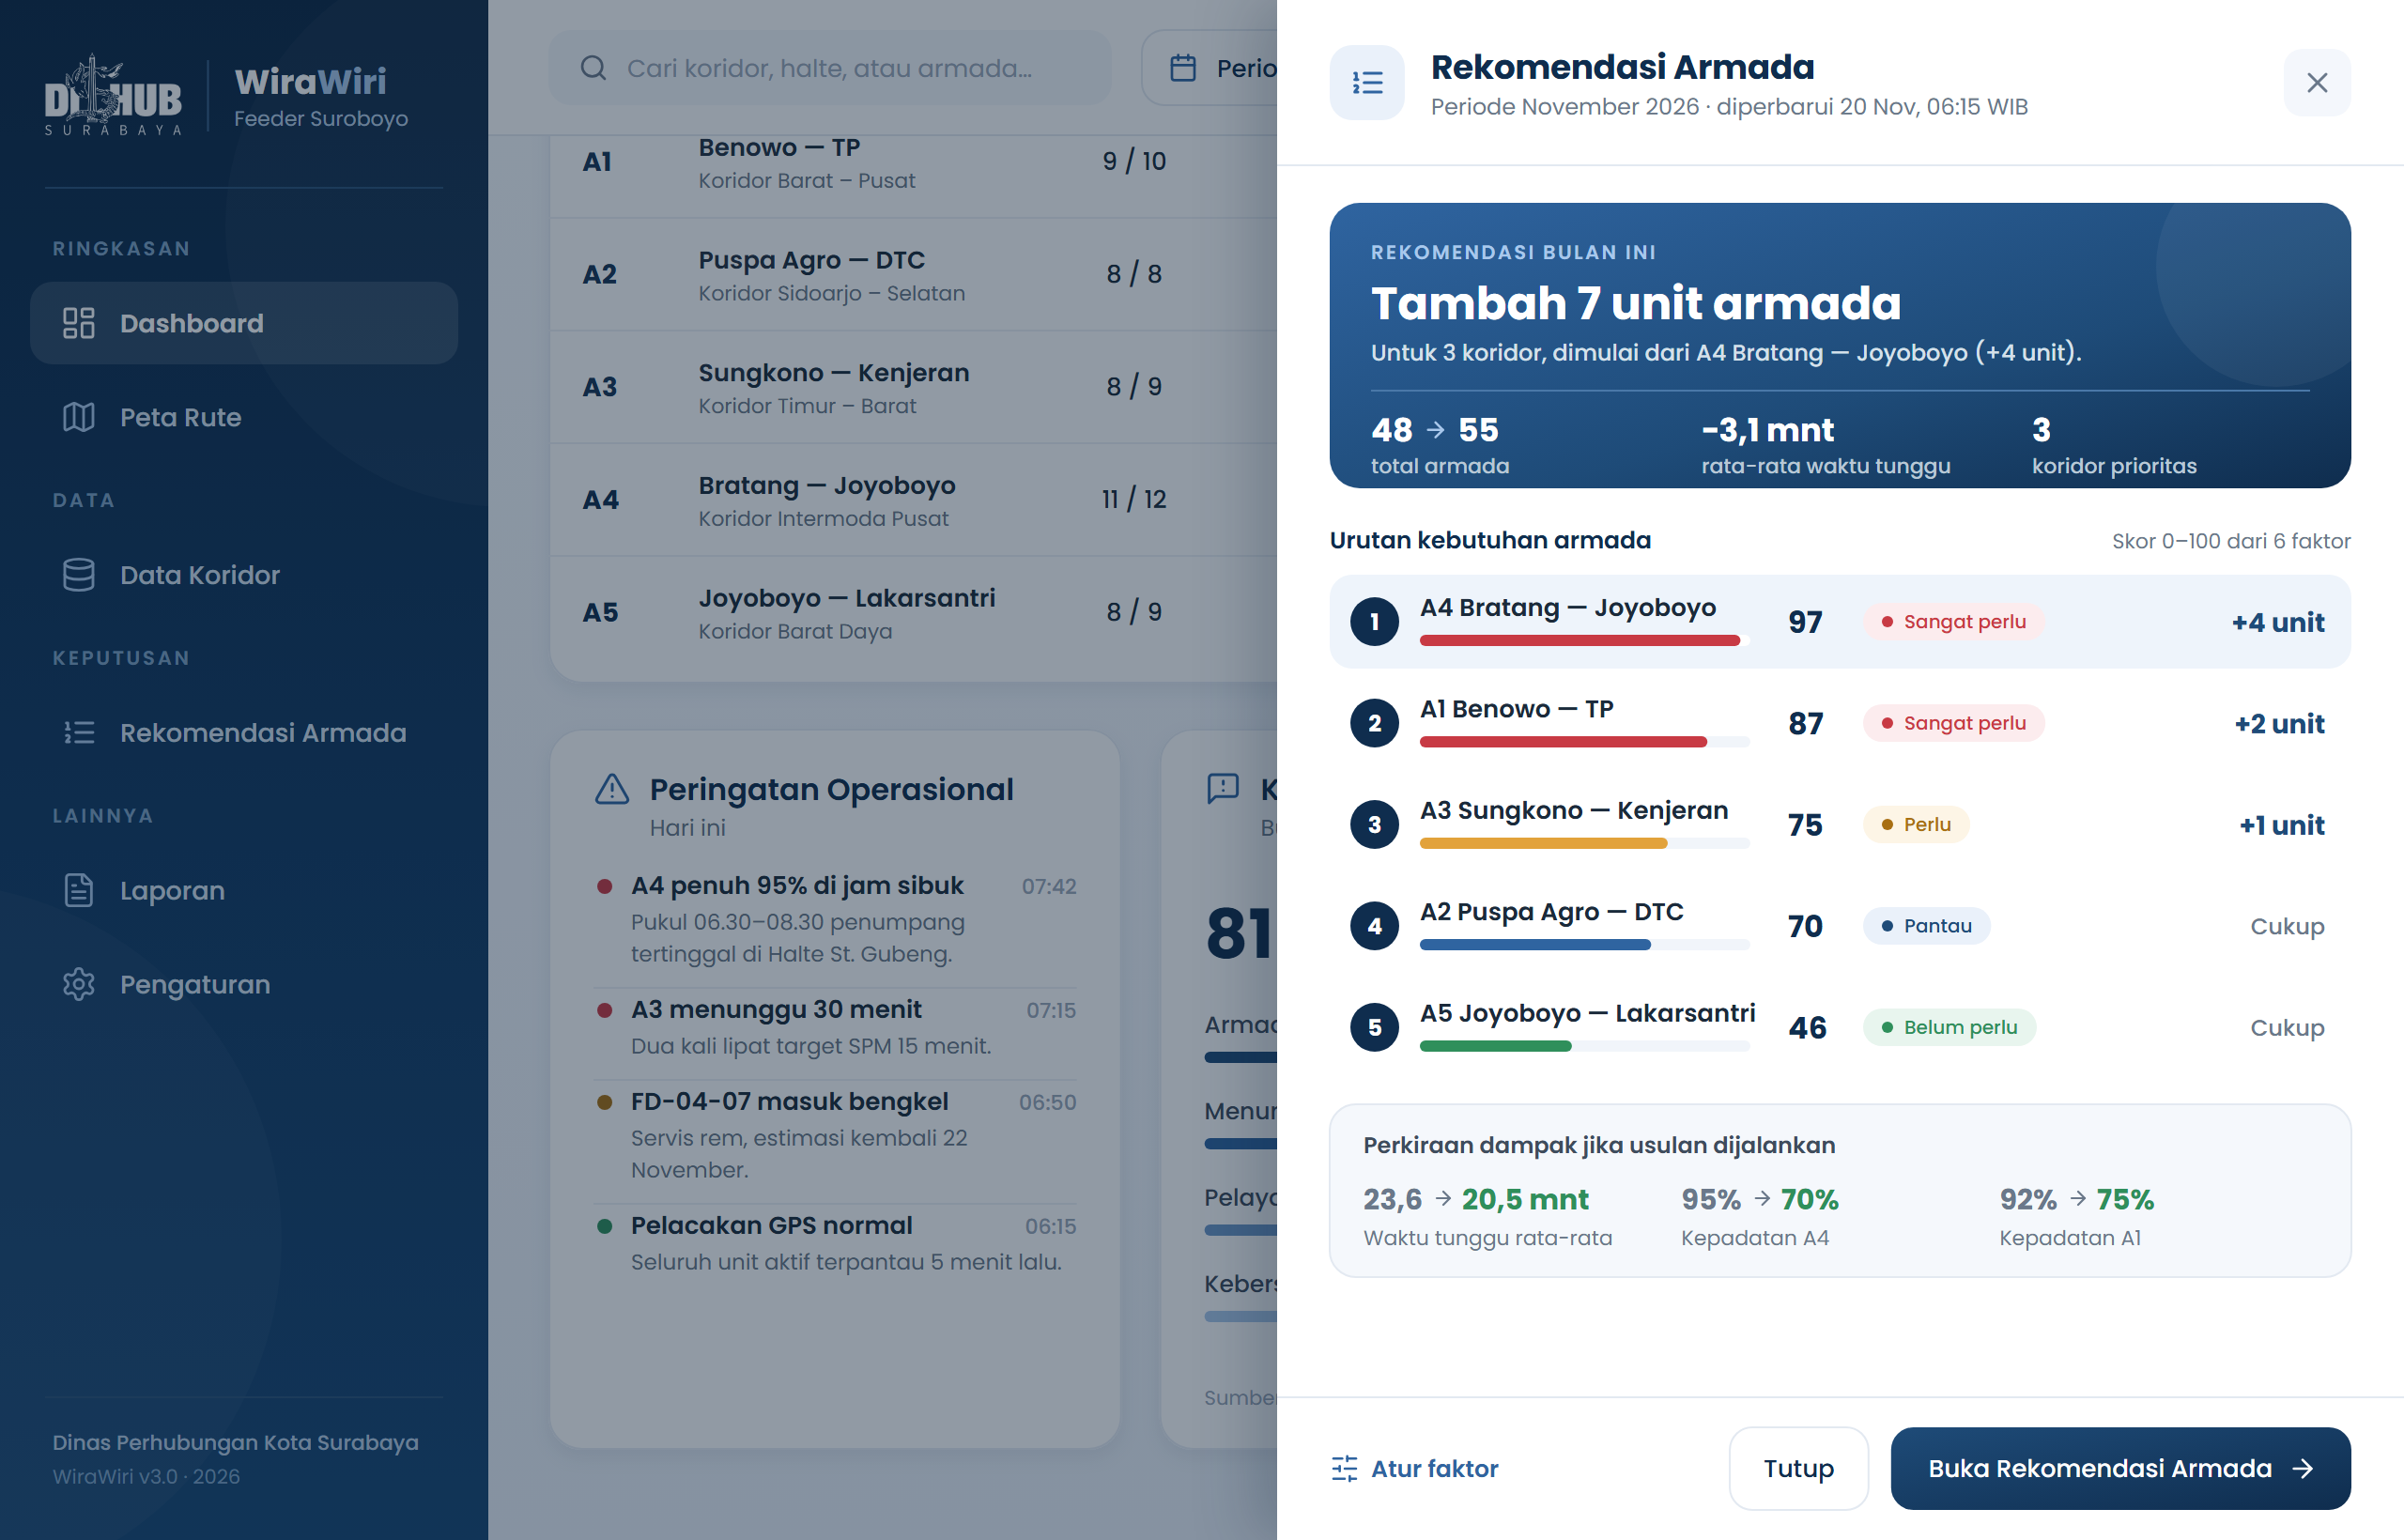 DISHUB
SURABAYA
WiraWiri
Feeder Suroboyo
RINGKASAN
Dashboard
Peta Rute
DATA
Data Koridor
KEPUTUSAN
Rekomendasi Armada
LAINNYA
Laporan
Pengaturan
Dinas Perhubungan Kota Surabaya
WiraWiri v3.0 · 2026
Cari koridor, halte, atau armada...
Perio
A1
Benowo — TP
Koridor Barat – Pusat
9 / 10
A2
Puspa Agro — DTC
Koridor Sidoarjo – Selatan
8 / 8
A3
Sungkono — Kenjeran
Koridor Timur – Barat
8 / 9
A4
Bratang — Joyoboyo
Koridor Intermoda Pusat
11 / 12
A5
Joyoboyo — Lakarsantri
Koridor Barat Daya
8 / 9
Peringatan Operasional
Hari ini
A4 penuh 95% di jam sibuk
07:42
Pukul 06.30–08.30 penumpang
tertinggal di Halte St. Gubeng.
A3 menunggu 30 menit
07:15
Dua kali lipat target SPM 15 menit.
FD-04-07 masuk bengkel
06:50
Servis rem, estimasi kembali 22
November.
Pelacakan GPS normal
06:15
Seluruh unit aktif terpantau 5 menit lalu.
K
81
Pelaya
Kebers
Sumbe
Rekomendasi Armada
Periode November 2026 · diperbarui 20 Nov, 06:15 WIB
REKOMENDASI BULAN INI
Tambah 7 unit armada
Untuk 3 koridor, dimulai dari A4 Bratang — Joyoboyo (+4 unit).
48 → 55
total armada
−3,1 mnt
rata-rata waktu tunggu
3
koridor prioritas
Urutan kebutuhan armada
Skor 0–100 dari 6 faktor
1
A4 Bratang — Joyoboyo
97
Sangat perlu
+4 unit
2
A1 Benowo — TP
87
Sangat perlu
+2 unit
3
A3 Sungkono — Kenjeran
75
Perlu
+1 unit
4
A2 Puspa Agro — DTC
70
Pantau
Cukup
5
A5 Joyoboyo — Lakarsantri
46
Belum perlu
Cukup
Perkiraan dampak jika usulan dijalankan
23,6 → 20,5 mnt
Waktu tunggu rata-rata
95% → 70%
Kepadatan A4
92% → 75%
Kepadatan A1
Atur faktor
Tutup
Buka Rekomendasi Armada →